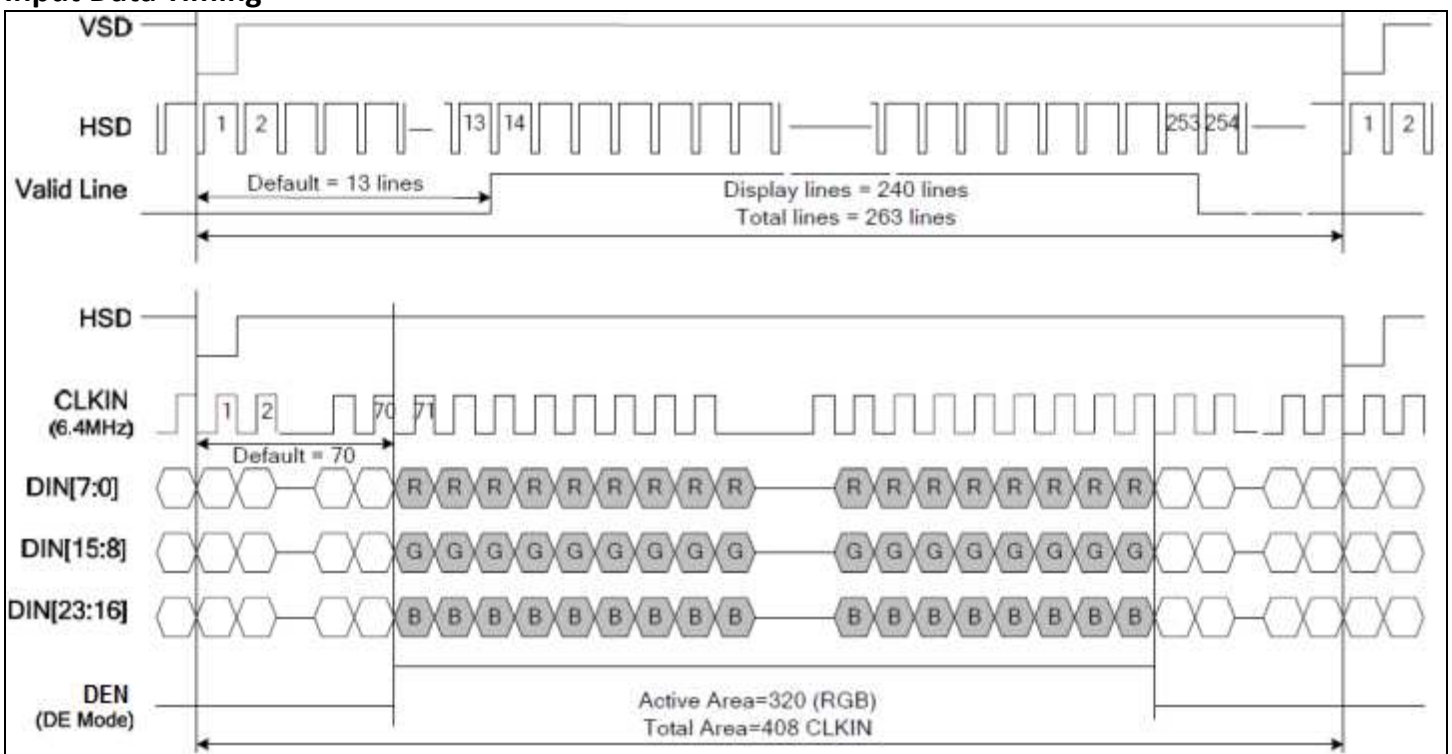 Input Data Timing
VSD
HSD
1 2 13 14 253 254 1 2
Valid Line
Default = 13 lines
Display lines = 240 lines
Total lines = 263 lines
HSD
CLKIN
(6.4MHz)
1 2 70 71
Default = 70
DIN[7:0]
R R R R R R R R R R R R R R R R R
DIN[15:8]
G G G G G G G G G G G G G G G G G
DIN[23:16]
B B B B B B B B B B B B B B B B B
DEN
(DE Mode)
Active Area=320 (RGB)
Total Area=408 CLKIN